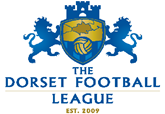 THE
DORSET FOOTBALL
LEAGUE
EST. 2009